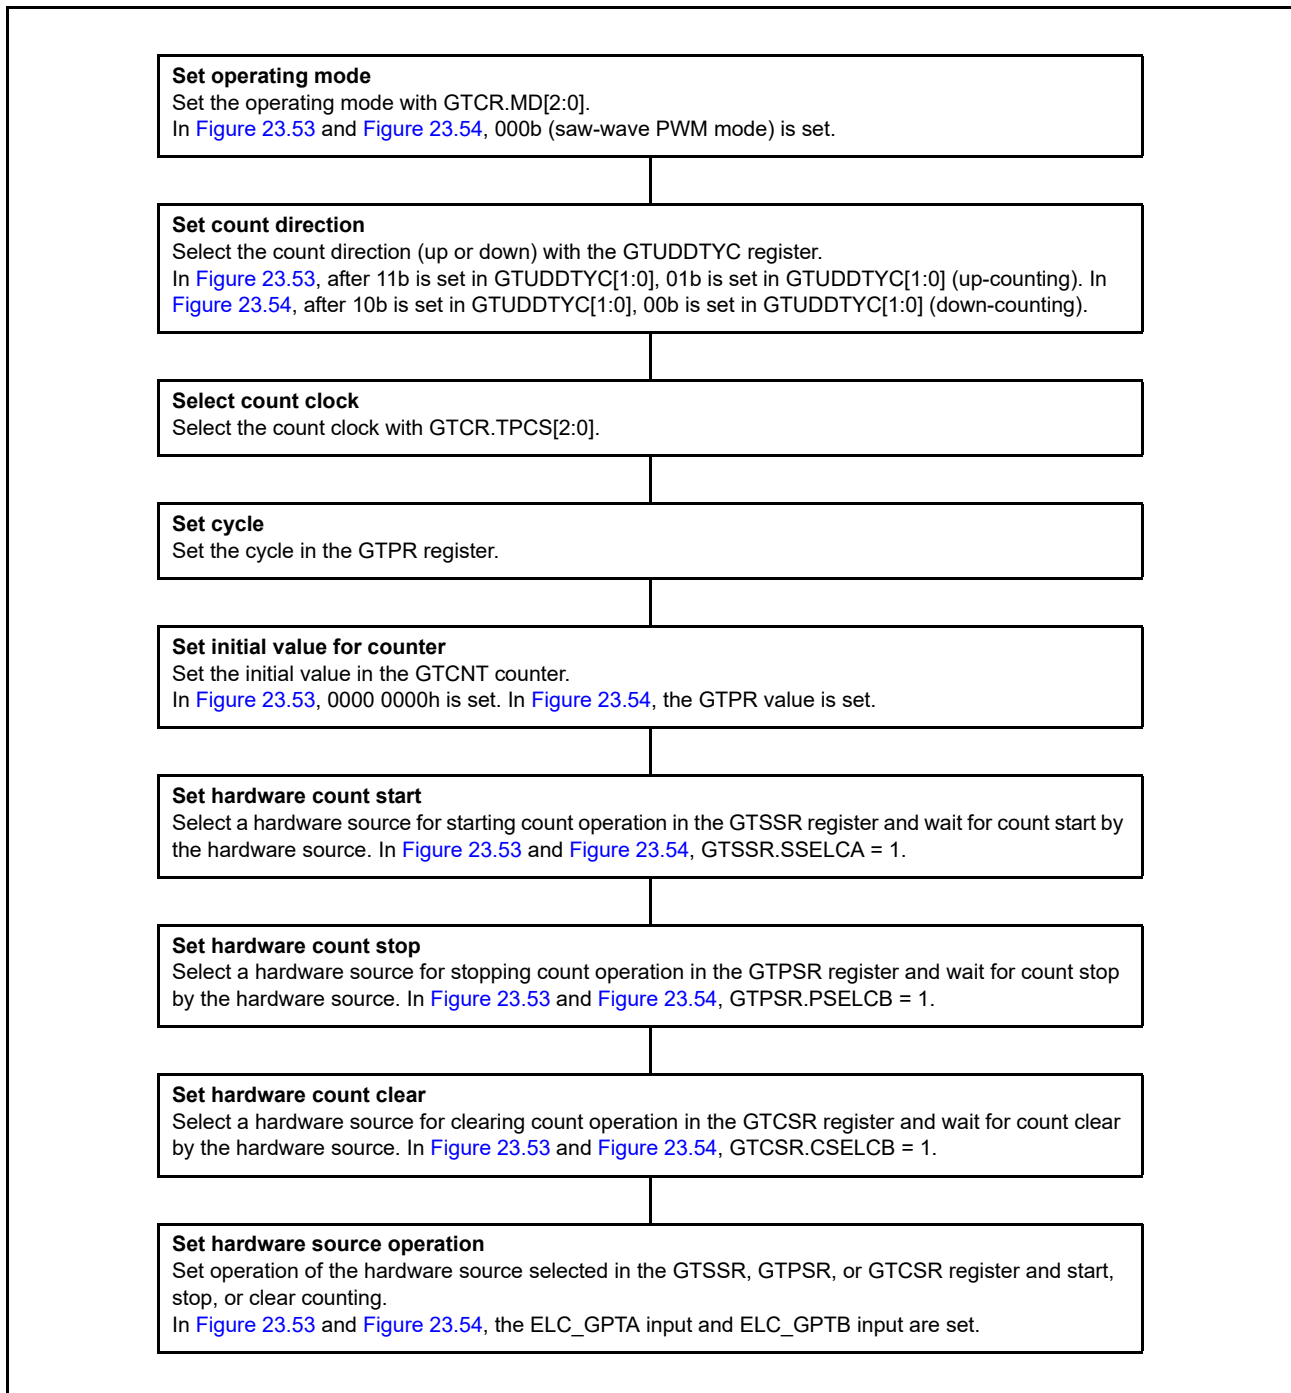 Set operating mode
Set the operating mode with GTCR.MD[2:0].
In Figure 23.53 and Figure 23.54, 000b (saw-wave PWM mode) is set.
Set count direction
Select the count direction (up or down) with the GTUDDTYC register.
In Figure 23.53, after 11b is set in GTUDDTYC[1:0], 01b is set in GTUDDTYC[1:0] (up-counting). In
Figure 23.54, after 10b is set in GTUDDTYC[1:0], 00b is set in GTUDDTYC[1:0] (down-counting).
Select count clock
Select the count clock with GTCR.TPCS[2:0].
Set cycle
Set the cycle in the GTPR register.
Set initial value for counter
Set the initial value in the GTCNT counter.
In Figure 23.53, 0000 0000h is set. In Figure 23.54, the GTPR value is set.
Set hardware count start
Select a hardware source for starting count operation in the GTSSR register and wait for count start by
the hardware source. In Figure 23.53 and Figure 23.54, GTSSR.SSELCA = 1.
Set hardware count stop
Select a hardware source for stopping count operation in the GTPSR register and wait for count stop
by the hardware source. In Figure 23.53 and Figure 23.54, GTPSR.PSELCB = 1.
Set hardware count clear
Select a hardware source for clearing count operation in the GTCSR register and wait for count clear
by the hardware source. In Figure 23.53 and Figure 23.54, GTCSR.CSELCB = 1.
Set hardware source operation
Set operation of the hardware source selected in the GTSSR, GTPSR, or GTCSR register and start,
stop, or clear counting.
In Figure 23.53 and Figure 23.54, the ELC_GPTA input and ELC_GPTB input are set.